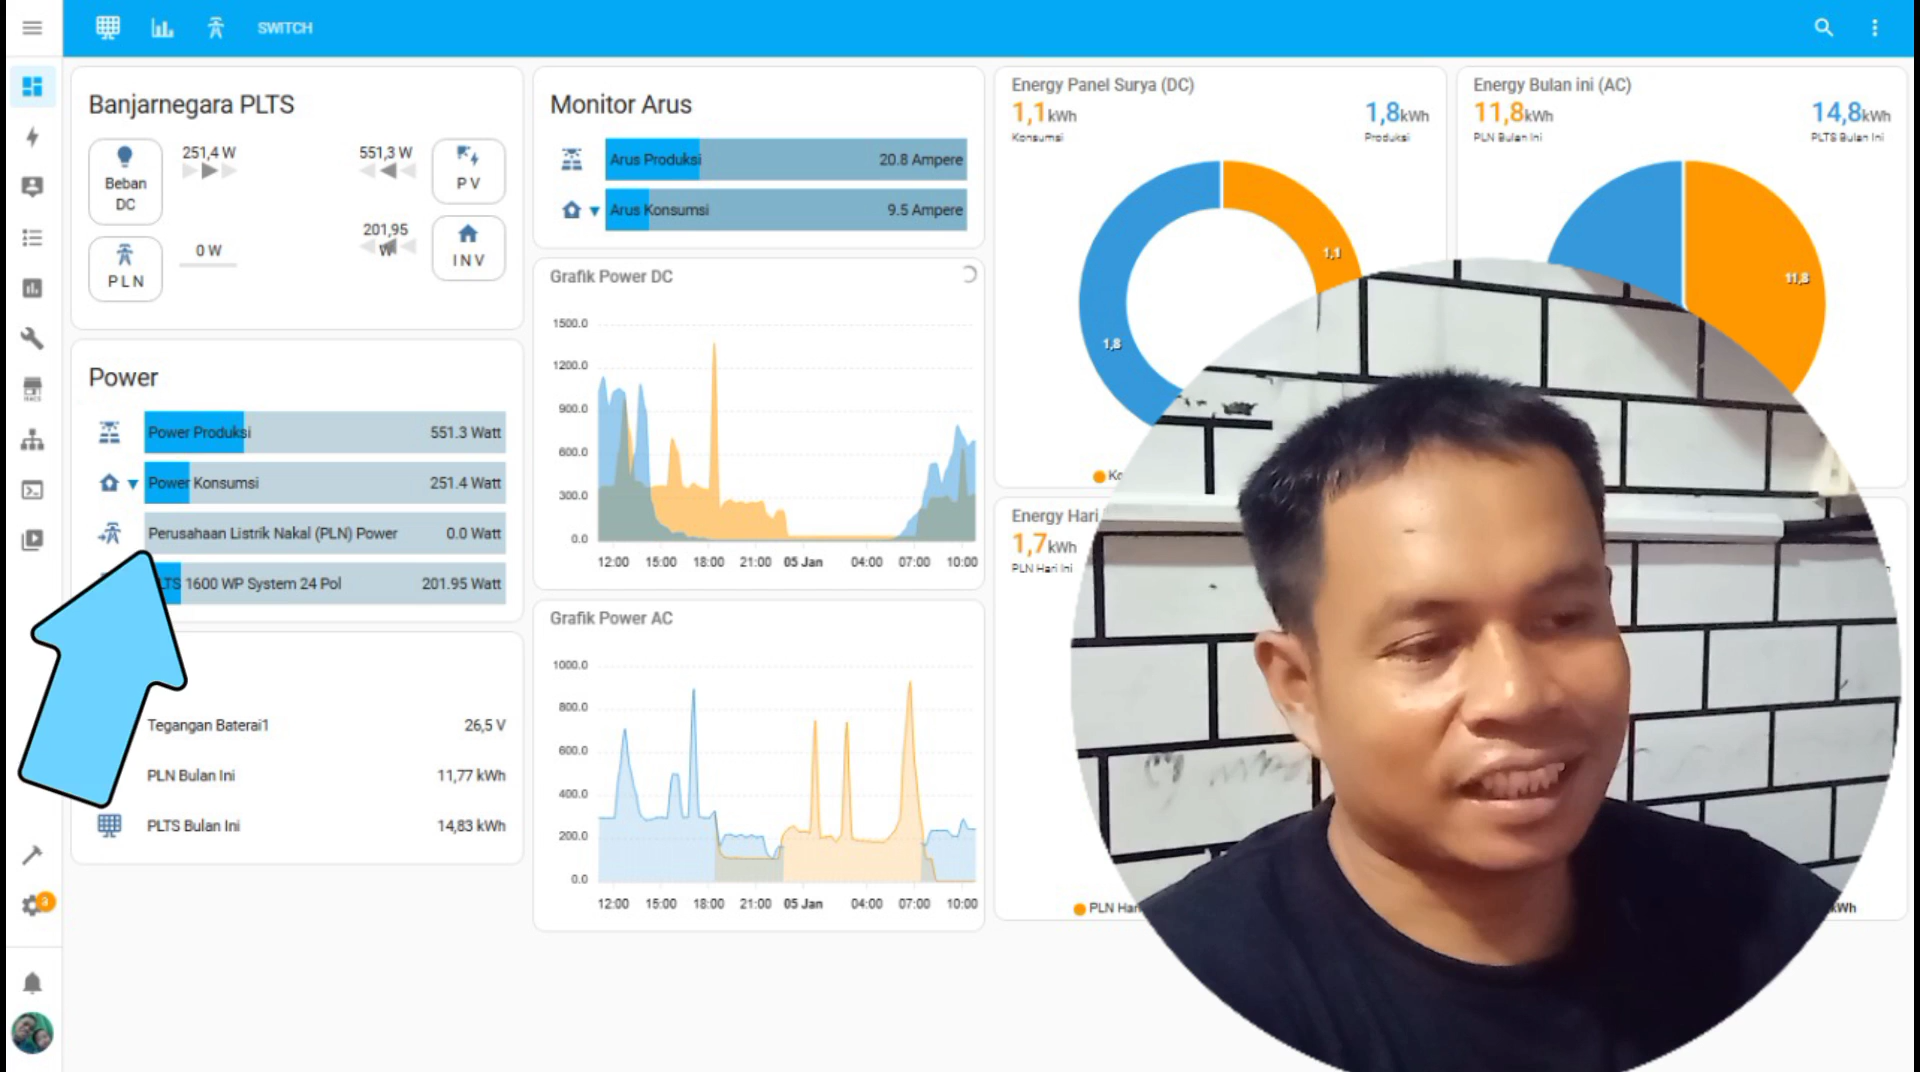 SWITCH
Banjarnegara PLTS
Beban
DC
251,4 W
551,3 W
PV
PLN
0 W
201,95
W
INV
Power
Power Produksi 551.3 Watt
Power Konsumsi 251.4 Watt
Perusahaan Listrik Nakal (PLN) Power 0.0 Watt
LTS 1600 WP System 24 Pol 201.95 Watt
Tegangan Baterai1 26,5 V
PLN Bulan Ini 11,77 kWh
PLTS Bulan Ini 14,83 kWh
Monitor Arus
Arus Produksi 20.8 Ampere
Arus Konsumsi 9.5 Ampere
Grafik Power DC
1500.0
1200.0
900.0
600.0
300.0
0.0
12:00 15:00 18:00 21:00 05 Jan 04:00 07:00 10:00
Grafik Power AC
1000.0
800.0
600.0
400.0
200.0
0.0
12:00 15:00 18:00 21:00 05 Jan 04:00 07:00 10:00
Energy Panel Surya (DC)
1,1kWh
Konsumsi
1,8kWh
Produksi
1,1
1,8
Ko
Energy Bulan ini (AC)
11,8kWh
PLN Bulan Ini
14,8kWh
PLTS Bulan Ini
11,8
Energy Hari
1,7kWh
PLN Hari Ini
PLN Har
kWh